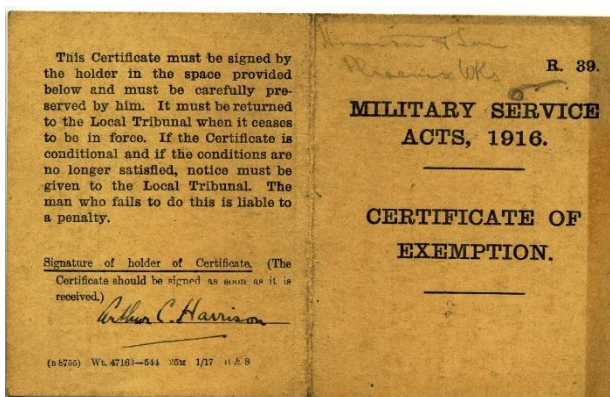 This Certificate must be signed by
the holder in the space provided
below and must be carefully pre-
served by him. It must be returned
to the Local Tribunal when it ceases
to be in force. If the Certificate is
conditional and if the conditions are
no longer satisfied, notice must be
given to the Local Tribunal. The
man who fails to do this is liable to
a penalty.
Signature of holder of Certificate. (The
Certificate should be signed as soon as it is
received.)
Arthur C. Harrison
(B 8756) Wt. 47163—544 25M 1/17 H & S
Harrison & Son
Phoenix Wks
R. 39.
MILITARY SERVICE
ACTS, 1916.
CERTIFICATE OF
EXEMPTION.